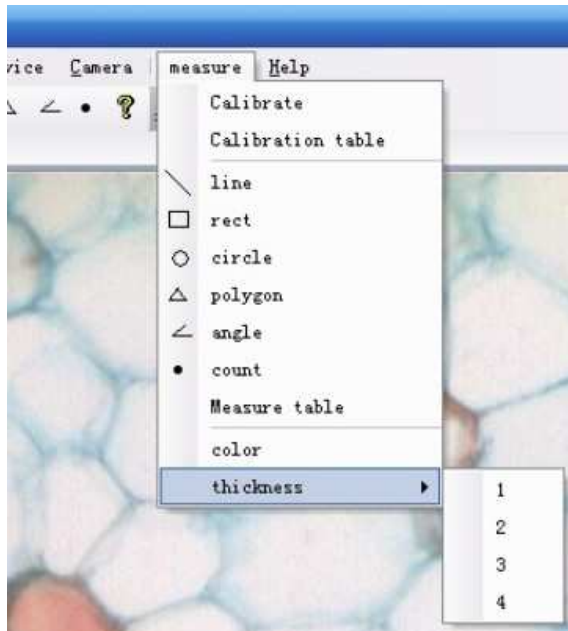 vice Camera measure Help
Calibrate
Calibration table
line
rect
circle
polygon
angle
count
Measure table
color
thickness
1
2
3
4